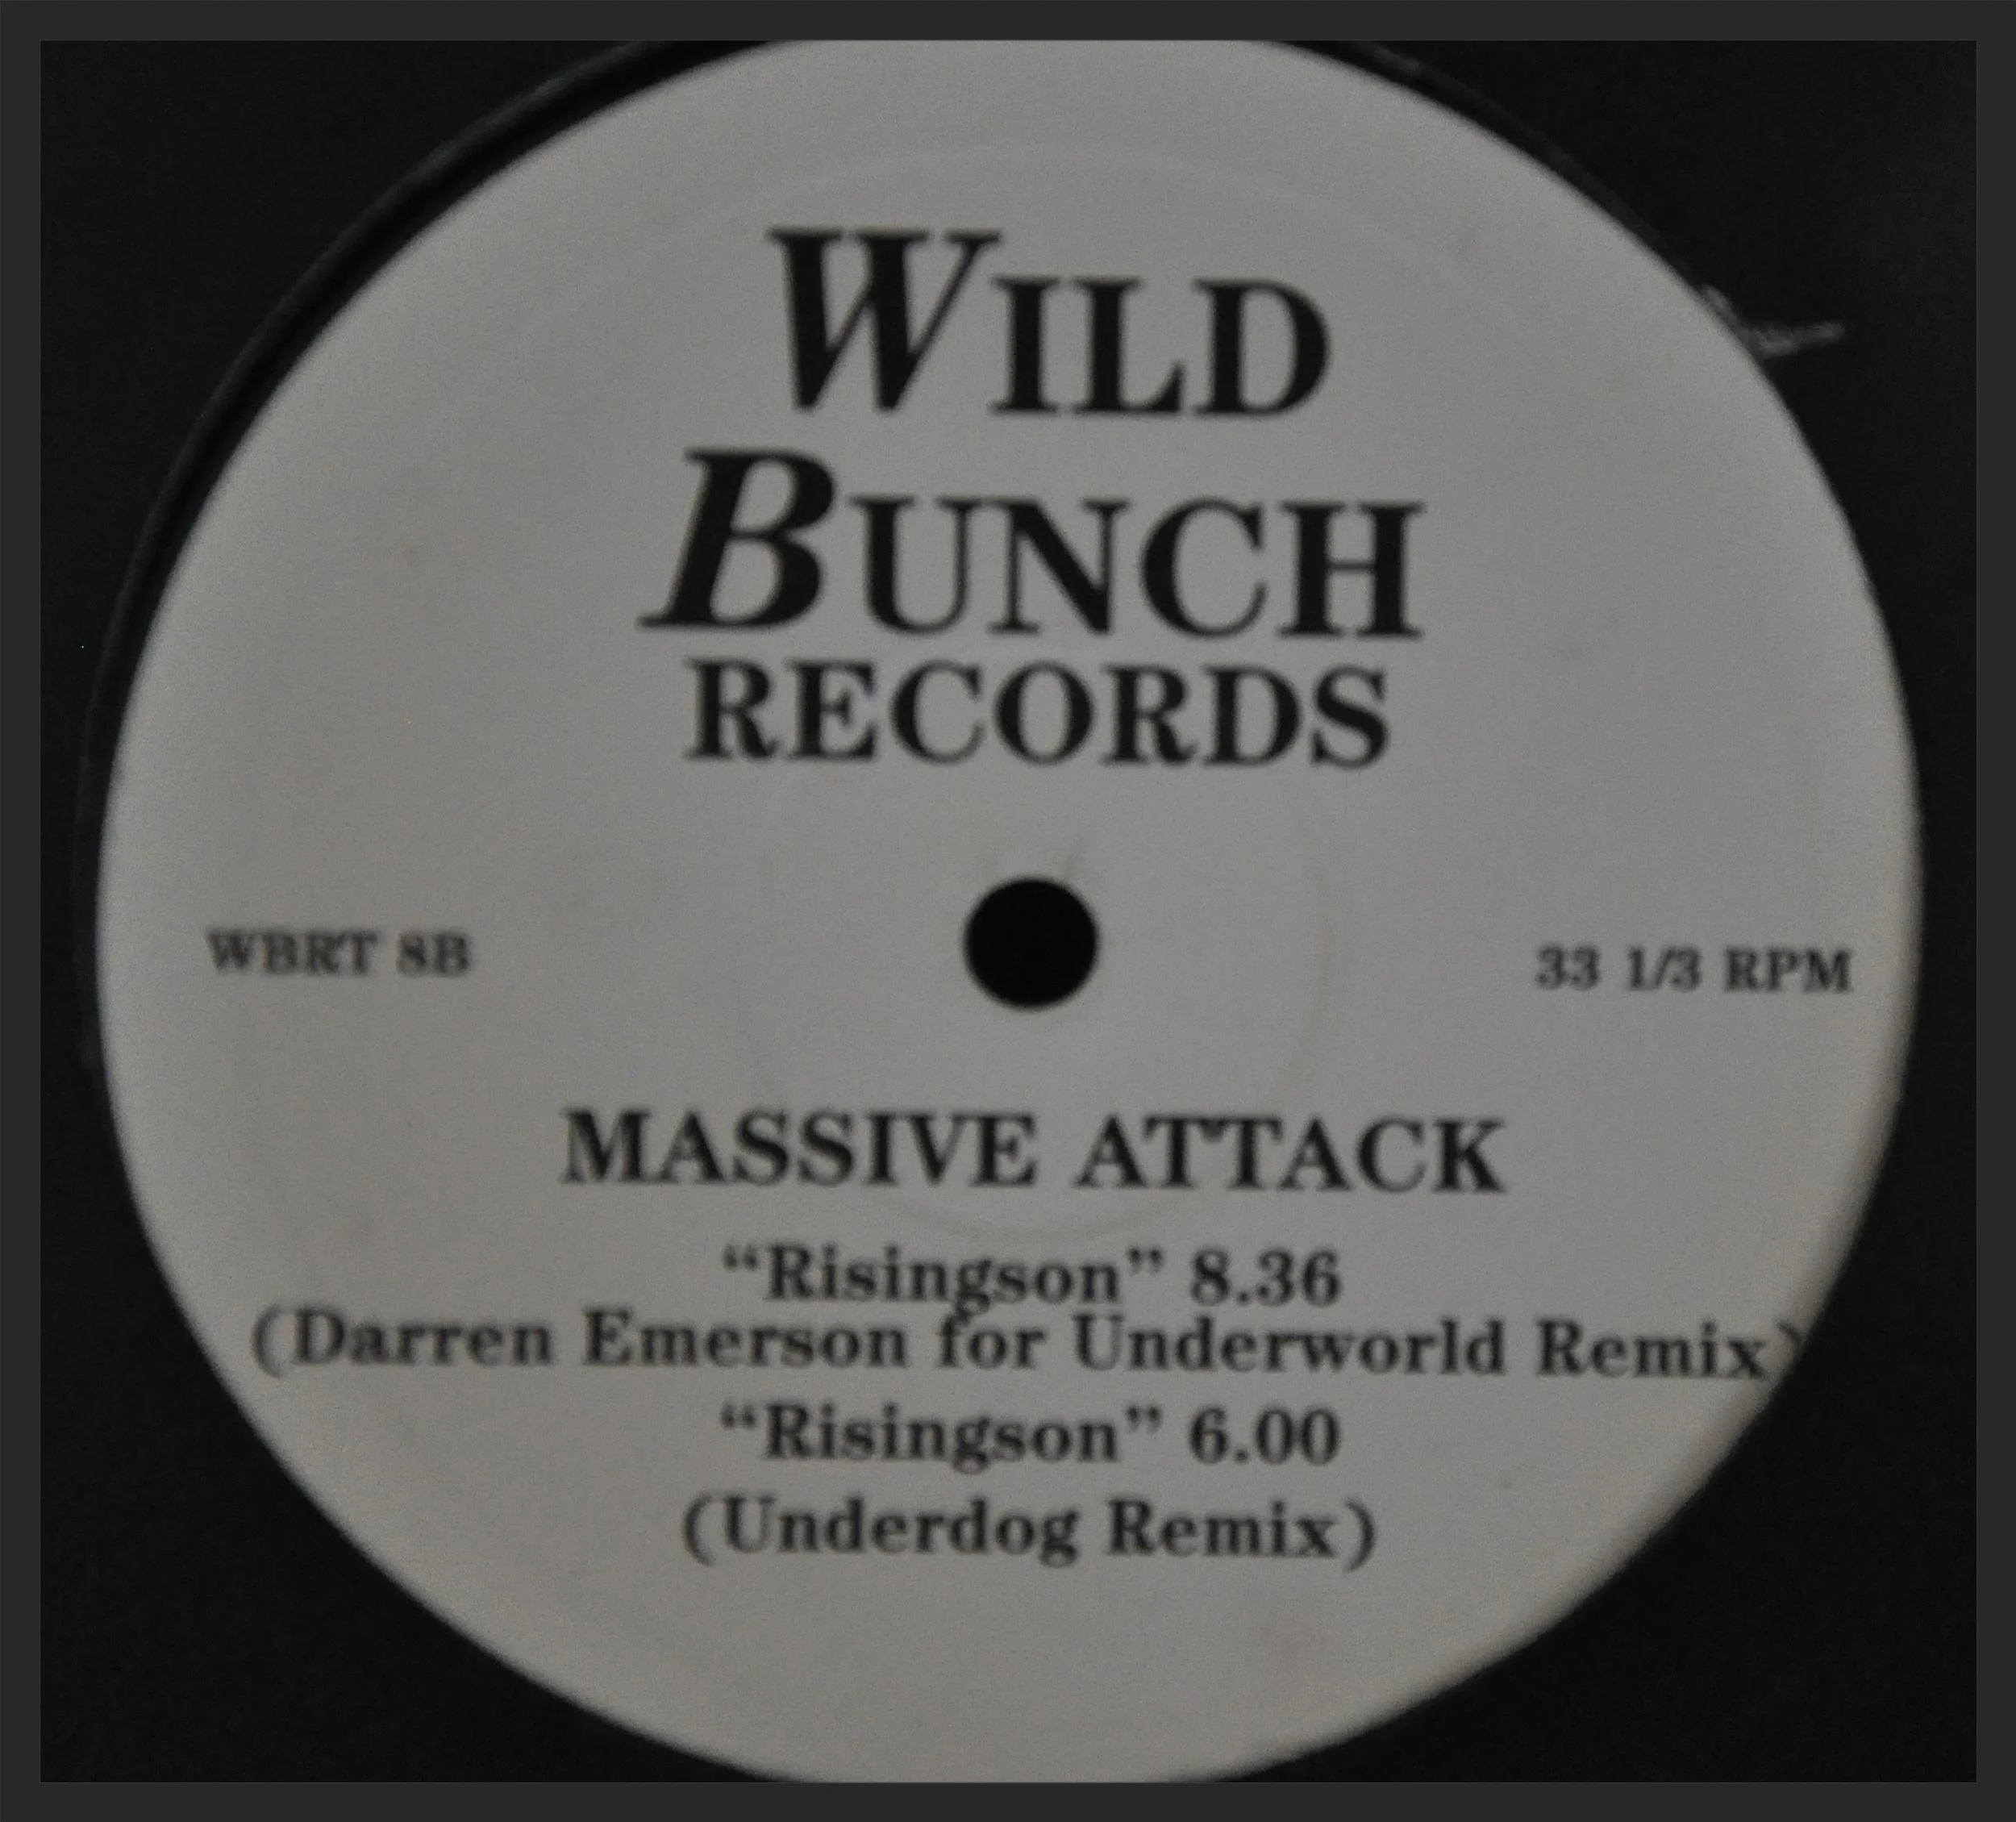 WILD
BUNCH
RECORDS
WBRT 8B
33 1/3 RPM
MASSIVE ATTACK
“Risingson” 8.36
(Darren Emerson for Underworld Remix)
“Risingson” 6.00
(Underdog Remix)